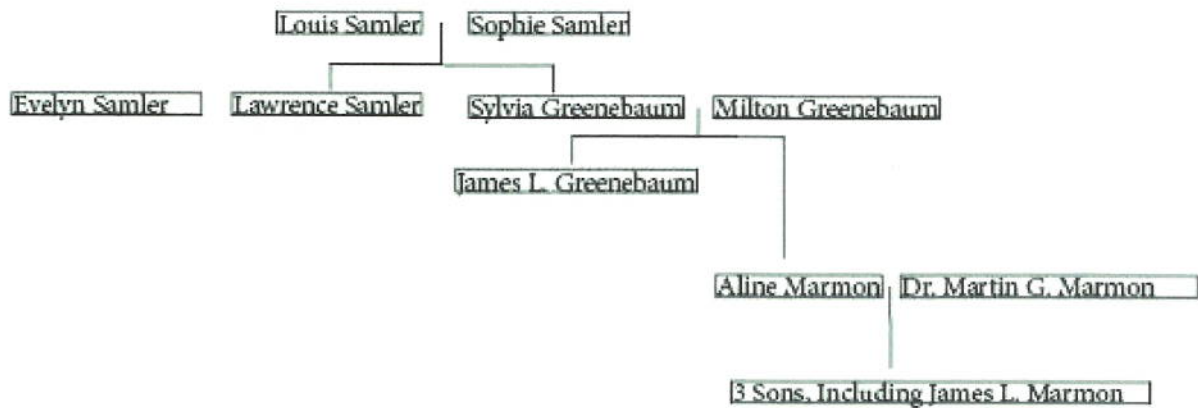 Louis Samler Sophie Samler
Evelyn Samler Lawrence Samler Sylvia Greenebaum Milton Greenebaum
James L. Greenebaum
Aline Marmon Dr. Martin G. Marmon
3 Sons, Including James L. Marmon